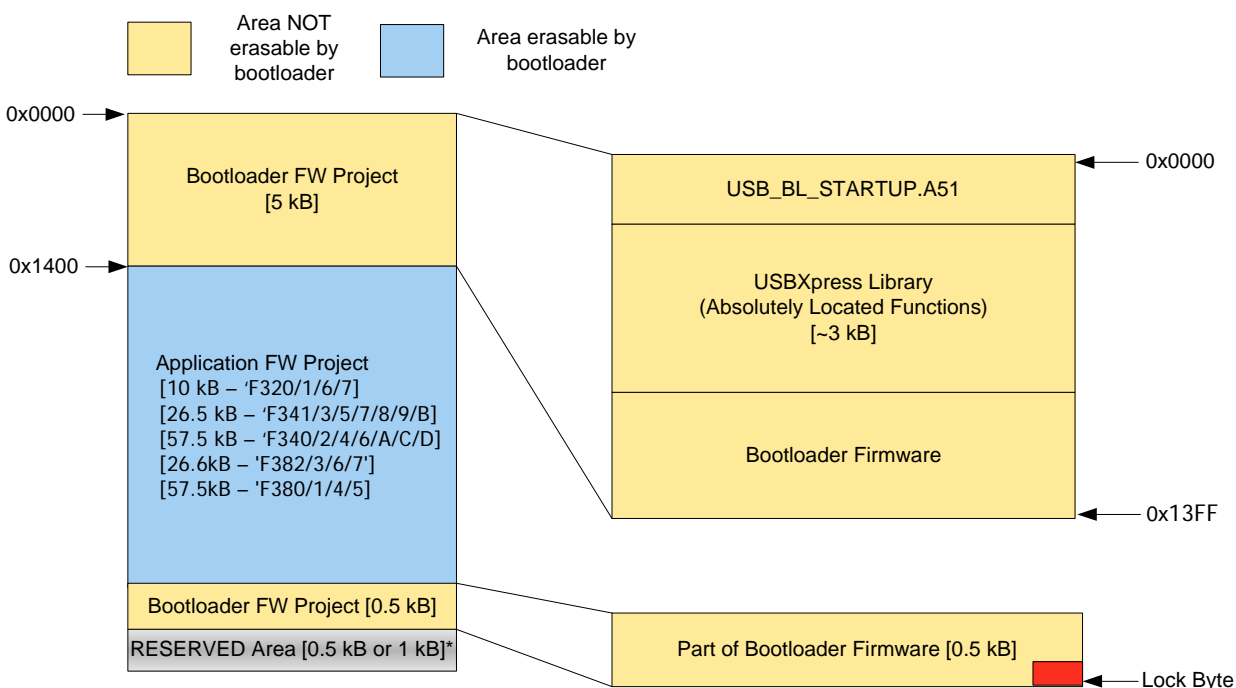 Area NOT
erasable by
bootloader
Area erasable by
bootloader
0x0000
Bootloader FW Project
[5 kB]
0x1400
Application FW Project
[10 kB – ‘F320/1/6/7]
[26.5 kB – ‘F341/3/5/7/8/9/B]
[57.5 kB – ‘F340/2/4/6/A/C/D]
[26.6kB – 'F382/3/6/7']
[57.5kB – 'F380/1/4/5]
Bootloader FW Project [0.5 kB]
RESERVED Area [0.5 kB or 1 kB]*
0x0000
USB_BL_STARTUP.A51
USBXpress Library
(Absolutely Located Functions)
[~3 kB]
Bootloader Firmware
0x13FF
Part of Bootloader Firmware [0.5 kB]
Lock Byte